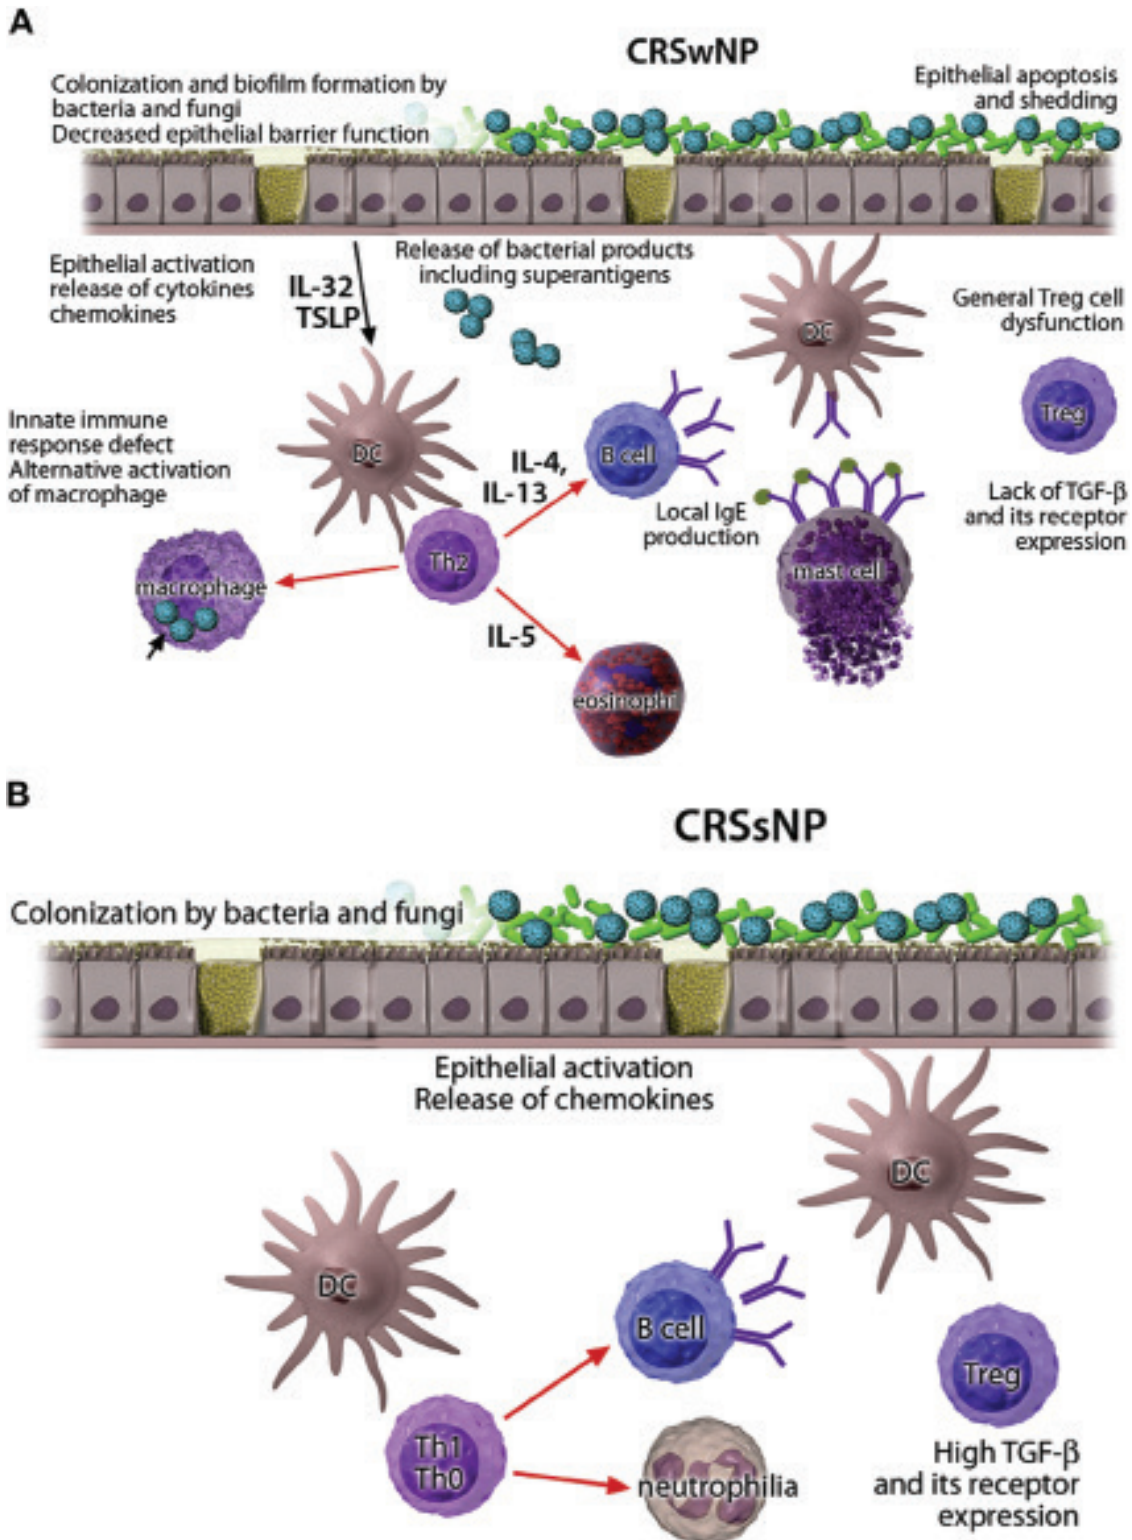 A
CRSwNP
Colonization and biofilm formation by
bacteria and fungi
Decreased epithelial barrier function
Epithelial apoptosis
and shedding
Epithelial activation
release of cytokines
chemokines
IL-32
TSLP
Release of bacterial products
including superantigens
DC
General Treg cell
dysfunction
Treg
Innate immune
response defect
Alternative activation
of macrophage
DC
IL-4,
IL-13
B cell
Local IgE
production
Lack of TGF-β
and its receptor
expression
macrophage
Th2
mast cell
IL-5
eosinophil
B
CRSsNP
Colonization by bacteria and fungi
Epithelial activation
Release of chemokines
DC
DC
B cell
Treg
Th1
Th0
neutrophilia
High TGF-β
and its receptor
expression